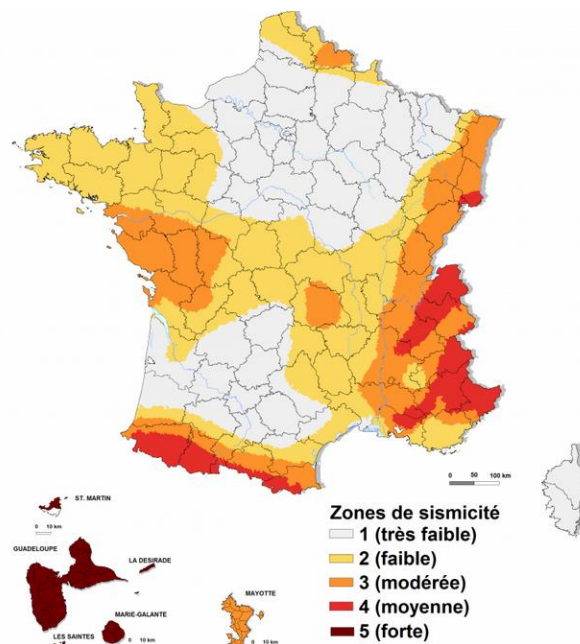 0 50 100 km
Zones de sismicité
1 (très faible)
2 (faible)
3 (modérée)
4 (moyenne)
5 (forte)
ST. MARTIN
0 10 km
GUADELOUPE
LA DESIRADE
MARIE-GALANTE
LES SAINTES
0 10 km
MAYOTTE
0 10 km